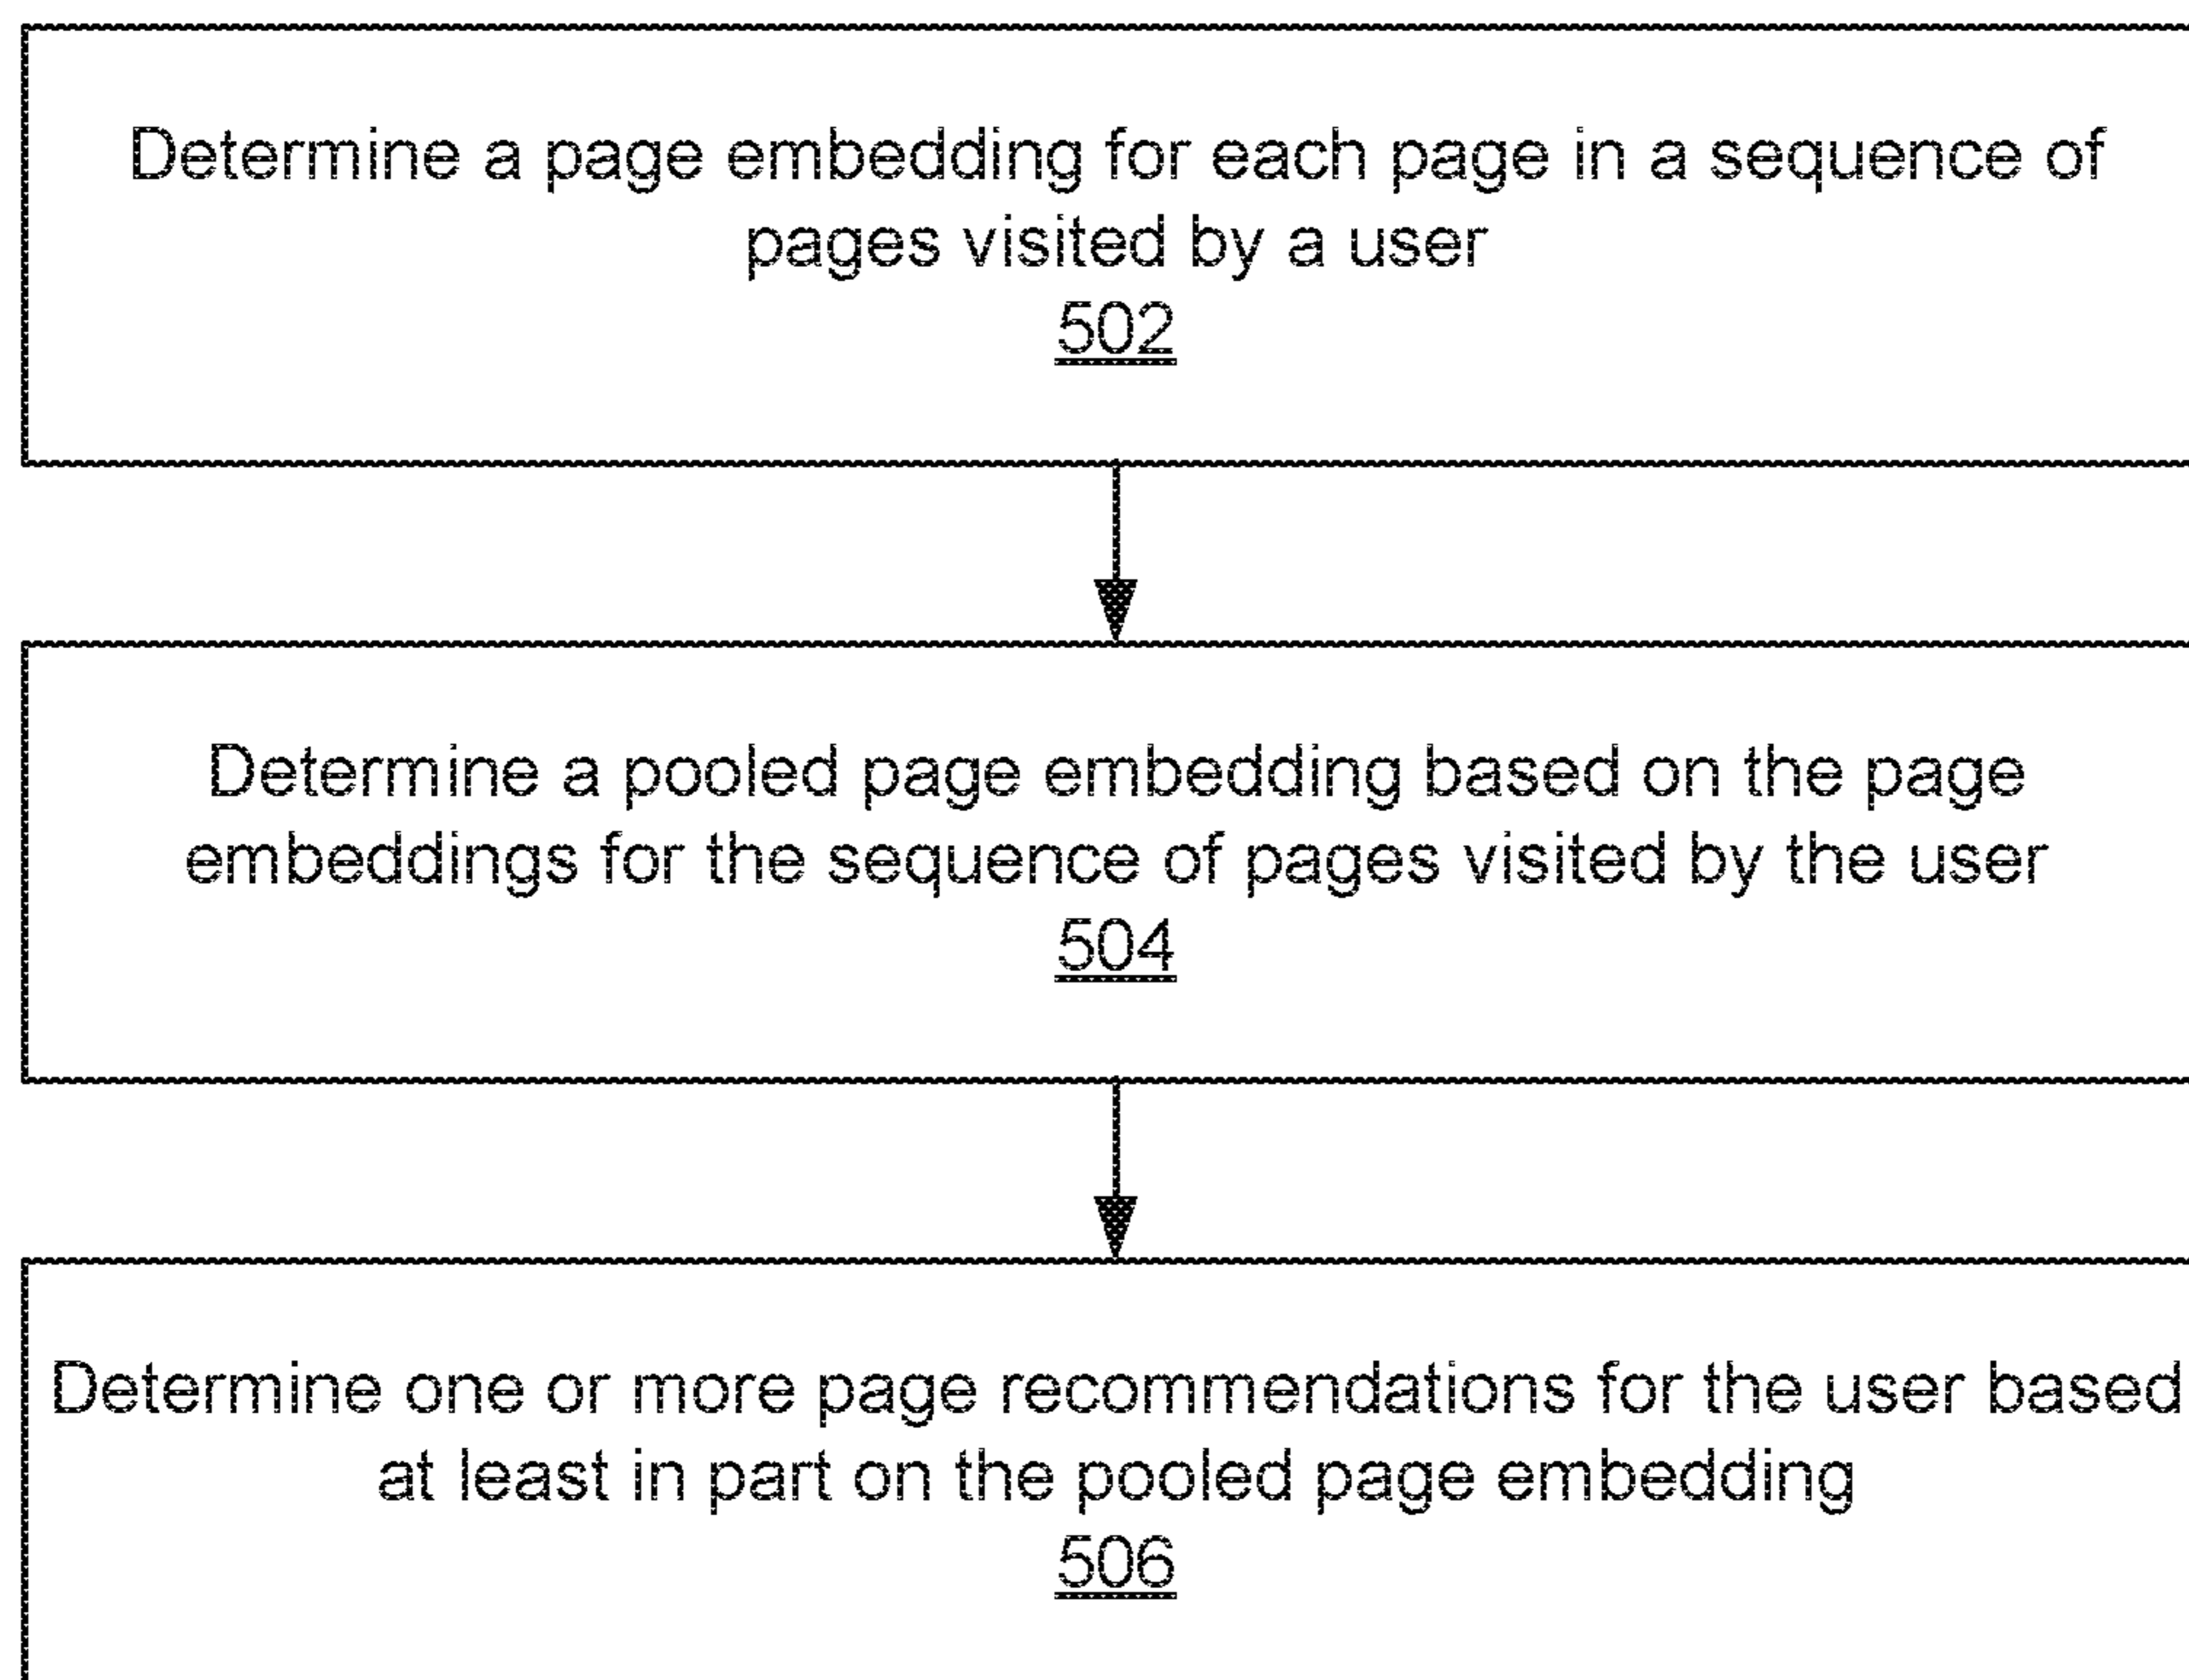 Determine a page embedding for each page in a sequence of
pages visited by a user
502
Determine a pooled page embedding based on the page
embeddings for the sequence of pages visited by the user
504
Determine one or more page recommendations for the user based
at least in part on the pooled page embedding
506